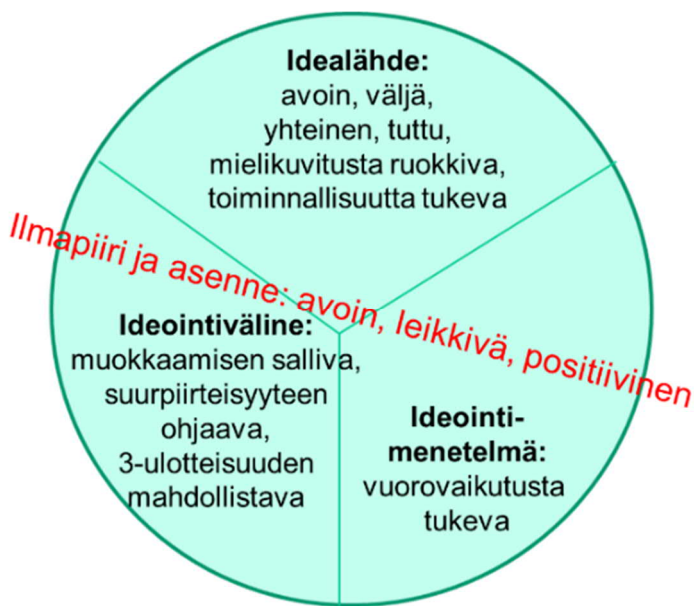 Idealähde:
avoin, väljä,
yhteinen, tuttu,
mielikuvitusta ruokkiva,
toiminnallisuutta tukeva
Ilmapiiri ja asenne: avoin, leikkivä, positiivinen
Ideointiväline:
muokkaamisen salliva,
suurpiirteisyyteen
ohjaava,
3-ulotteisuuden
mahdollistava
Ideointi-
menetelmä:
vuorovaikutusta
tukeva